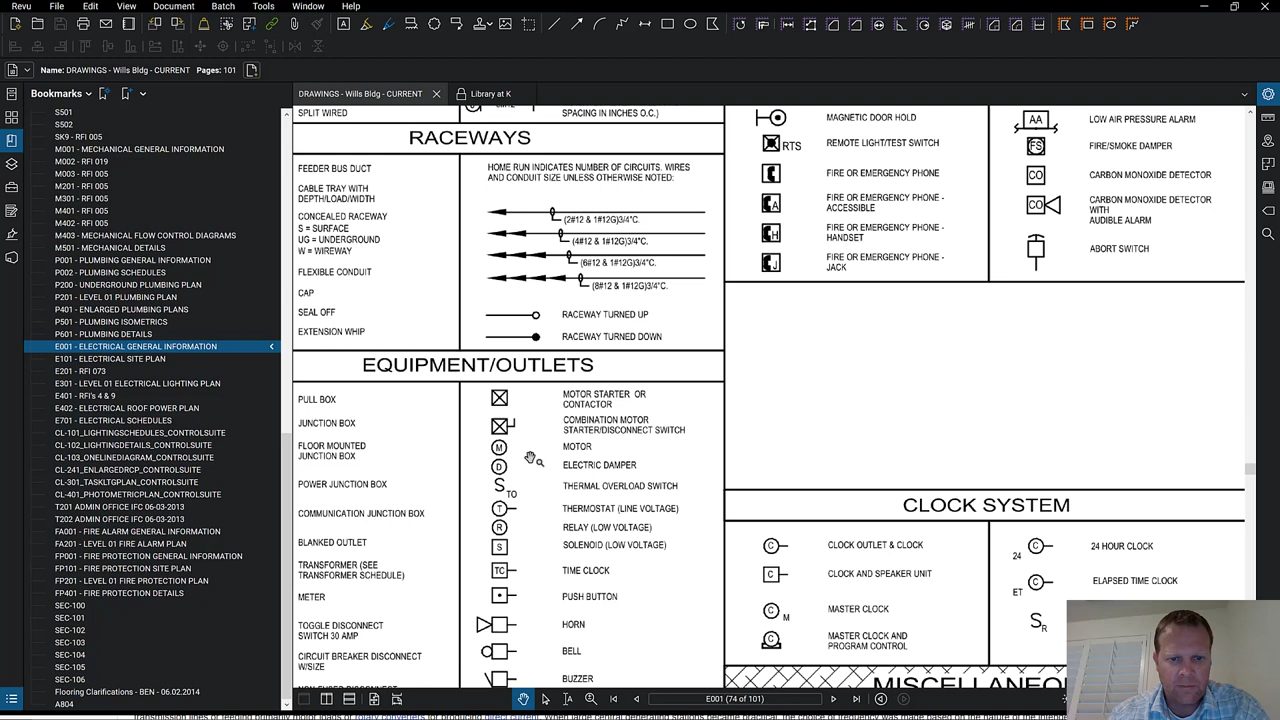 Revu File Edit View Document Batch Tools Window Help
Name: DRAWINGS - Wills Bldg - CURRENT Pages: 101
Bookmarks
DRAWINGS - Wills Bldg - CURRENT
Library at K
S501
S502
SK9 - RFI 005
M001 - MECHANICAL GENERAL INFORMATION
M002 - RFI 019
M003 - RFI 005
M201 - RFI 005
M301 - RFI 005
M401 - RFI 005
M402 - RFI 005
M403 - MECHANICAL FLOW CONTROL DIAGRAMS
M501 - MECHANICAL DETAILS
P001 - PLUMBING GENERAL INFORMATION
P002 - PLUMBING SCHEDULES
P200 - UNDERGROUND PLUMBING PLAN
P201 - LEVEL 01 PLUMBING PLAN
P401 - ENLARGED PLUMBING PLANS
P501 - PLUMBING ISOMETRICS
P601 - PLUMBING DETAILS
E001 - ELECTRICAL GENERAL INFORMATION
E101 - ELECTRICAL SITE PLAN
E201 - RFI 073
E301 - LEVEL 01 ELECTRICAL LIGHTING PLAN
E401 - RFI's 4 & 9
E402 - ELECTRICAL ROOF POWER PLAN
E701 - ELECTRICAL SCHEDULES
CL-101_LIGHTINGSCHEDULES_CONTROLSUITE
CL-102_LIGHTINGDETAILS_CONTROLSUITE
CL-103_ONELINEDIAGRAM_CONTROLSUITE
CL-241_ENLARGEDRCP_CONTROLSUITE
CL-301_TASKLTGPLAN_CONTROLSUITE
CL-401_PHOTOMETRICPLAN_CONTROLSUITE
T201 ADMIN OFFICE IFC 06-03-2013
T202 ADMIN OFFICE IFC 06-03-2013
FA001 - FIRE ALARM GENERAL INFORMATION
FA201 - LEVEL 01 FIRE ALARM PLAN
FP001 - FIRE PROTECTION GENERAL INFORMATION
FP101 - FIRE PROTECTION SITE PLAN
FP201 - LEVEL 01 FIRE PROTECTION PLAN
FP401 - FIRE PROTECTION DETAILS
SEC-100
SEC-101
SEC-102
SEC-103
SEC-104
SEC-105
SEC-106
Flooring Clarifications - BEN - 06.02.2014
A804
SPLIT WIRED
SPACING IN INCHES O.C.)
RACEWAYS
FEEDER BUS DUCT
CABLE TRAY WITH
DEPTH/LOAD/WIDTH
CONCEALED RACEWAY
S = SURFACE
UG = UNDERGROUND
W = WIREWAY
FLEXIBLE CONDUIT
CAP
SEAL OFF
EXTENSION WHIP
HOME RUN INDICATES NUMBER OF CIRCUITS. WIRES
AND CONDUIT SIZE UNLESS OTHERWISE NOTED:
(2#12 & 1#12G)3/4"C.
(4#12 & 1#12G)3/4"C.
(6#12 & 1#12G)3/4"C.
(8#12 & 1#12G)3/4"C.
RACEWAY TURNED UP
RACEWAY TURNED DOWN
EQUIPMENT/OUTLETS
PULL BOX
JUNCTION BOX
FLOOR MOUNTED
JUNCTION BOX
POWER JUNCTION BOX
COMMUNICATION JUNCTION BOX
BLANKED OUTLET
TRANSFORMER (SEE
TRANSFORMER SCHEDULE)
METER
TOGGLE DISCONNECT
SWITCH 30 AMP
CIRCUIT BREAKER DISCONNECT
W/SIZE
MOTOR STARTER OR
CONTACTOR
COMBINATION MOTOR
STARTER/DISCONNECT SWITCH
M MOTOR
D ELECTRIC DAMPER
S TO THERMAL OVERLOAD SWITCH
T THERMOSTAT (LINE VOLTAGE)
R RELAY (LOW VOLTAGE)
S SOLENOID (LOW VOLTAGE)
TC TIME CLOCK
PUSH BUTTON
HORN
BELL
BUZZER
MAGNETIC DOOR HOLD
RTS REMOTE LIGHT/TEST SWITCH
FIRE OR EMERGENCY PHONE
A FIRE OR EMERGENCY PHONE -
ACCESSIBLE
H FIRE OR EMERGENCY PHONE -
HANDSET
J FIRE OR EMERGENCY PHONE -
JACK
AA LOW AIR PRESSURE ALARM
FS FIRE/SMOKE DAMPER
CO CARBON MONOXIDE DETECTOR
CO CARBON MONOXIDE DETECTOR
WITH
AUDIBLE ALARM
ABORT SWITCH
CLOCK SYSTEM
C CLOCK OUTLET & CLOCK
C CLOCK AND SPEAKER UNIT
C M MASTER CLOCK
C MASTER CLOCK AND
PROGRAM CONTROL
24 C 24 HOUR CLOCK
ET C ELAPSED TIME CLOCK
S R
E001 (74 of 101)